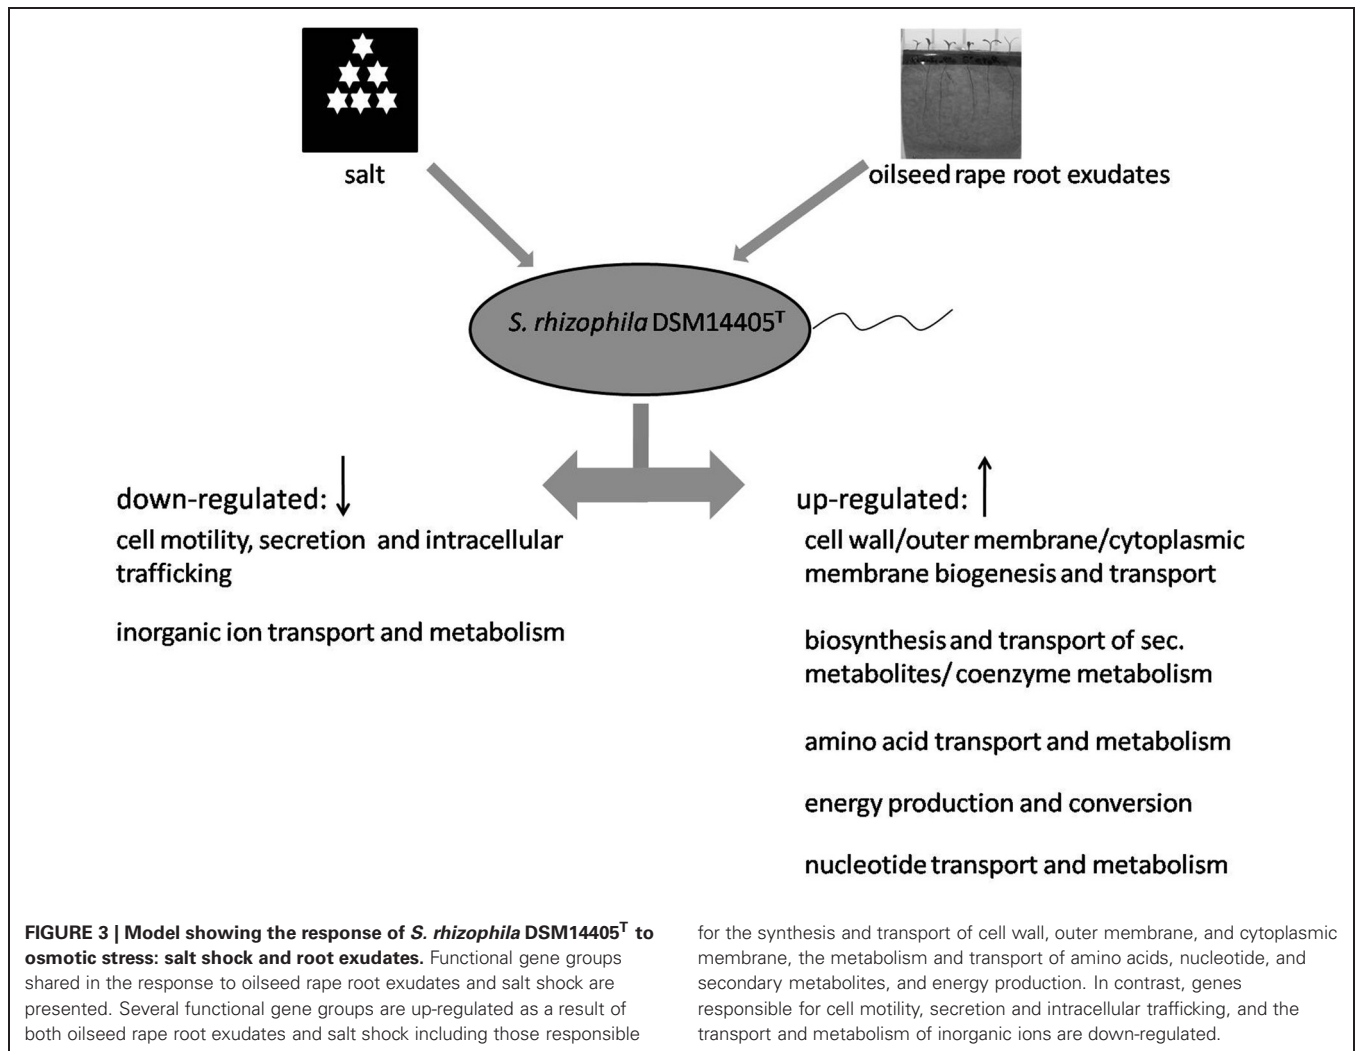 salt
oilseed rape root exudates
S. rhizophila DSM14405T
down-regulated:
cell motility, secretion and intracellular
trafficking
inorganic ion transport and metabolism
up-regulated:
cell wall/outer membrane/cytoplasmic
membrane biogenesis and transport
biosynthesis and transport of sec.
metabolites/ coenzyme metabolism
amino acid transport and metabolism
energy production and conversion
nucleotide transport and metabolism
FIGURE 3 | Model showing the response of S. rhizophila DSM14405T to
osmotic stress: salt shock and root exudates. Functional gene groups
shared in the response to oilseed rape root exudates and salt shock are
presented. Several functional gene groups are up-regulated as a result of
both oilseed rape root exudates and salt shock including those responsible
for the synthesis and transport of cell wall, outer membrane, and cytoplasmic
membrane, the metabolism and transport of amino acids, nucleotide, and
secondary metabolites, and energy production. In contrast, genes
responsible for cell motility, secretion and intracellular trafficking, and the
transport and metabolism of inorganic ions are down-regulated.